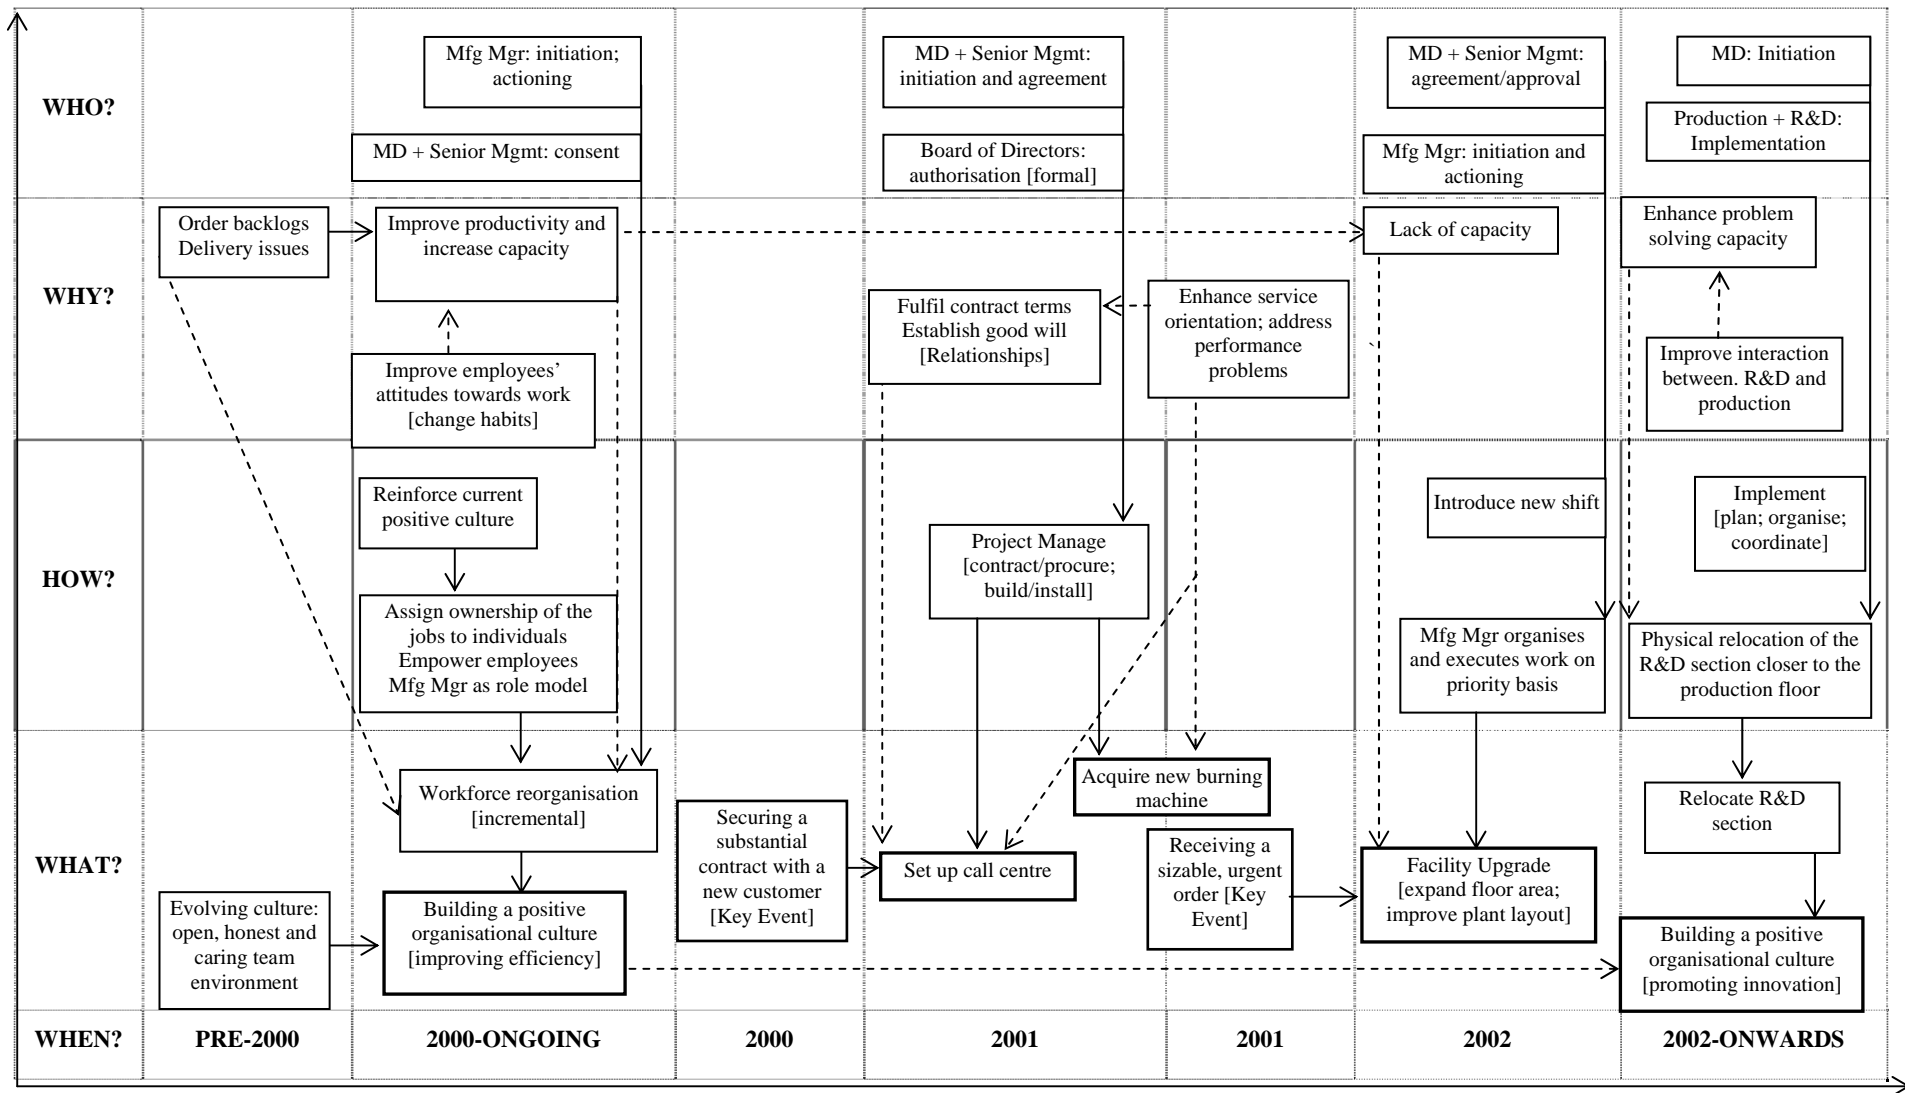 WHO?
Mfg Mgr: initiation;
actioning
MD + Senior Mgmt: consent
MD + Senior Mgmt:
initiation and agreement
Board of Directors:
authorisation [formal]
MD + Senior Mgmt:
agreement/approval
Mfg Mgr: initiation and
actioning
MD: Initiation
Production + R&D:
Implementation
WHY?
Order backlogs
Delivery issues
Improve productivity and
increase capacity
Improve employees’
attitudes towards work
[change habits]
Fulfil contract terms
Establish good will
[Relationships]
Enhance service
orientation; address
performance
problems
Lack of capacity
Enhance problem
solving capacity
Improve interaction
between. R&D and
production
HOW?
Reinforce current
positive culture
Assign ownership of the
jobs to individuals
Empower employees
Mfg Mgr as role model
Project Manage
[contract/procure;
build/install]
Introduce new shift
Mfg Mgr organises
and executes work on
priority basis
Implement
[plan; organise;
coordinate]
Physical relocation of the
R&D section closer to the
production floor
WHAT?
Evolving culture:
open, honest and
caring team
environment
Workforce reorganisation
[incremental]
Building a positive
organisational culture
[improving efficiency]
Securing a
substantial
contract with a
new customer
[Key Event]
Set up call centre
Acquire new burning
machine
Receiving a
sizable, urgent
order [Key
Event]
Facility Upgrade
[expand floor area;
improve plant layout]
Relocate R&D
section
Building a positive
organisational culture
[promoting innovation]
WHEN?
PRE-2000
2000-ONGOING
2000
2001
2001
2002
2002-ONWARDS